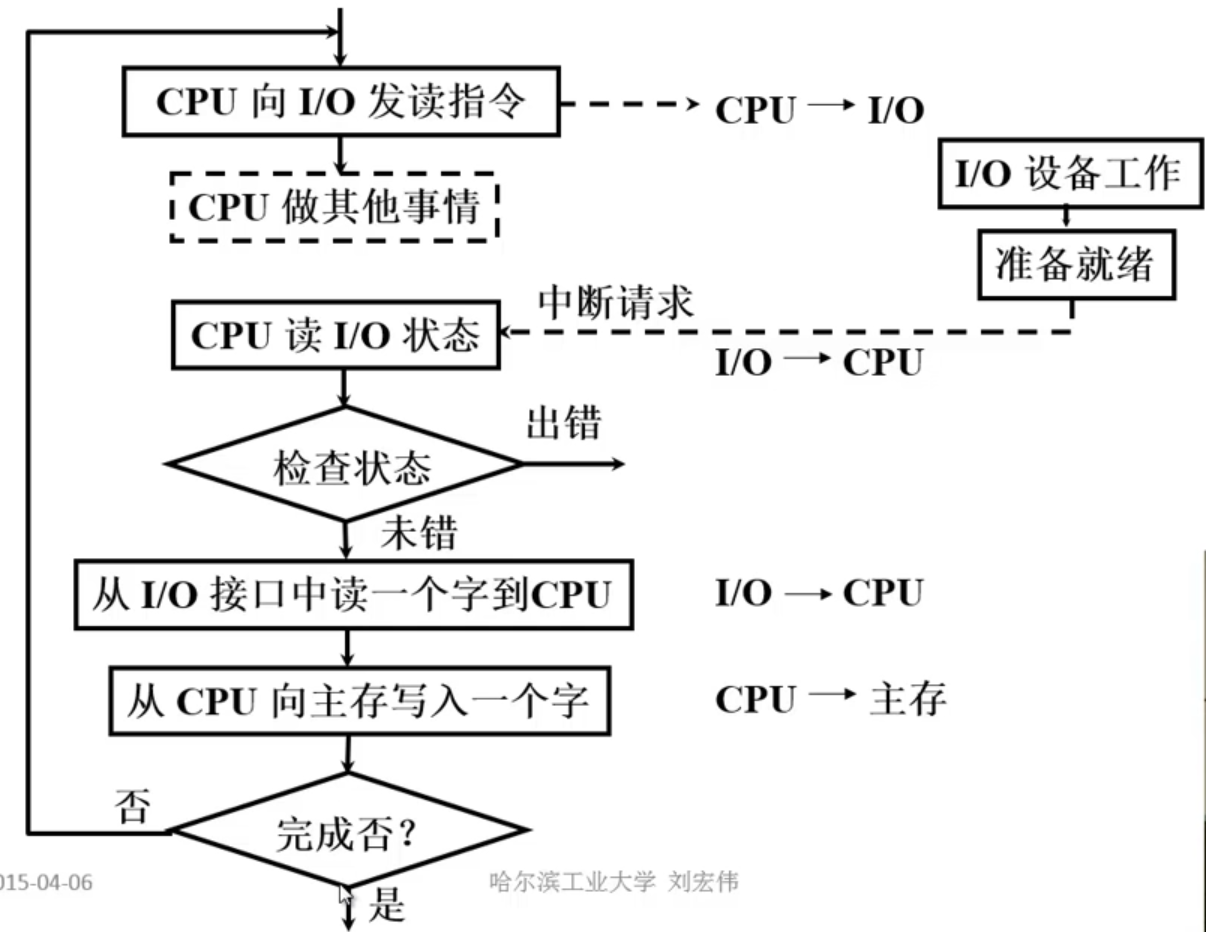 CPU 向 I/O 发读指令
CPU → I/O
I/O 设备工作
CPU 做其他事情
准备就绪
中断请求
CPU 读 I/O 状态
I/O → CPU
出错
检查状态
未错
从 I/O 接口中读一个字到CPU
I/O → CPU
从 CPU 向主存写入一个字
CPU → 主存
否
完成否？
015-04-06
哈尔滨工业大学 刘宏伟
是